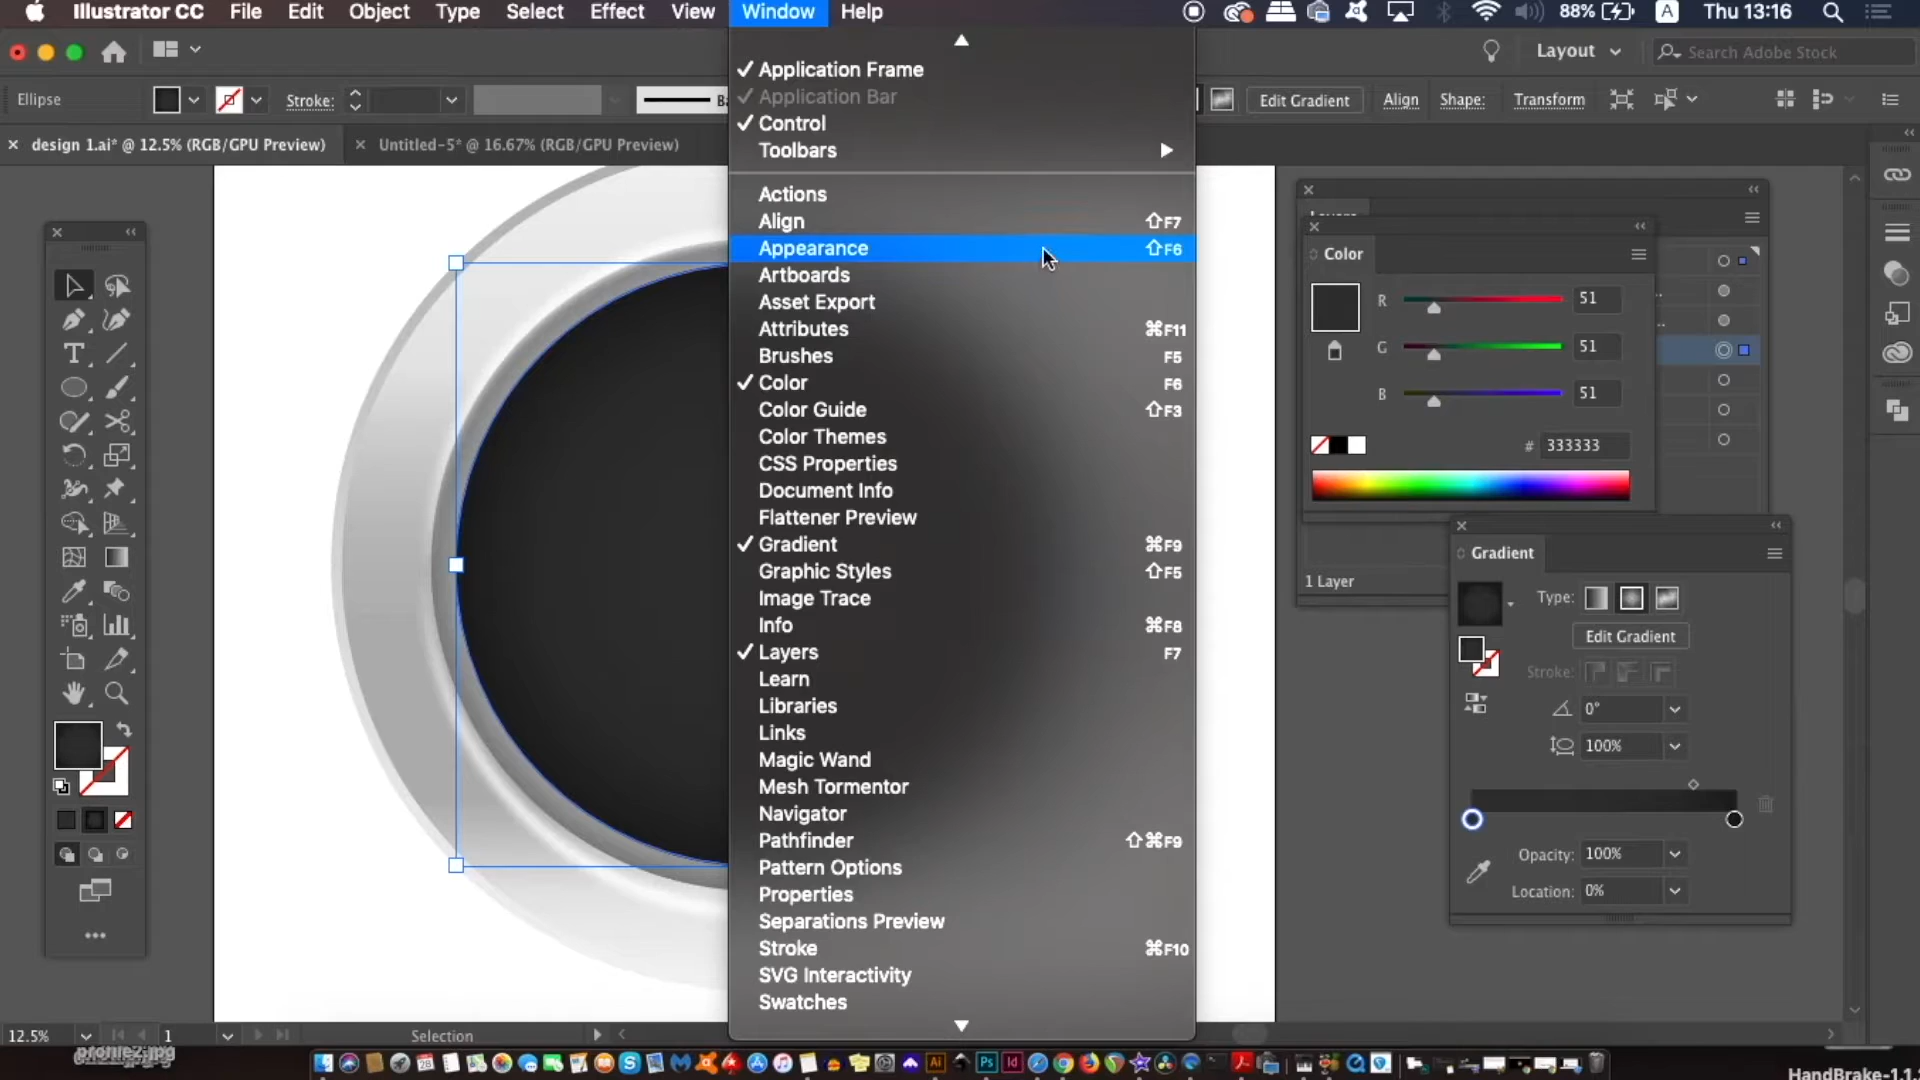 Illustrator CC File Edit Object Type Select Effect View Window Help
88% A Thu 13:16
Layout Search Adobe Stock
Ellipse Stroke: Edit Gradient Align Shape: Transform
design 1.ai* @ 12.5% (RGB/GPU Preview) Untitled-5* @ 16.67% (RGB/GPU Preview)
Application Frame
Application Bar
Control
Toolbars
Actions
Align ⇧F7
Appearance ⇧F6
Artboards
Asset Export
Attributes ⌘F11
Brushes F5
Color F6
Color Guide ⇧F3
Color Themes
CSS Properties
Document Info
Flattener Preview
Gradient ⌘F9
Graphic Styles ⇧F5
Image Trace
Info ⌘F8
Layers F7
Learn
Libraries
Links
Magic Wand
Mesh Tormentor
Navigator
Pathfinder ⇧⌘F9
Pattern Options
Properties
Separations Preview
Stroke ⌘F10
SVG Interactivity
Swatches
Color
R 51
G 51
B 51
# 333333
1 Layer
Gradient
Type:
Edit Gradient
Stroke:
0°
100%
Opacity: 100%
Location: 0%
12.5% 1 Selection
HandBrake-1.1.